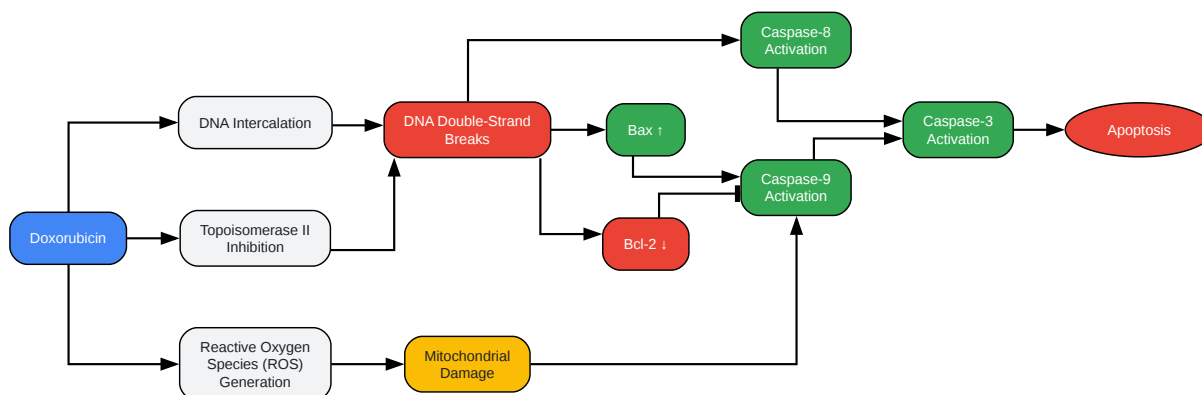 Caspase-8
Activation
DNA Intercalation
DNA Double-Strand
Breaks
Bax ↑
Caspase-3
Activation
Apoptosis
Caspase-9
Activation
Doxorubicin
Topoisomerase II
Inhibition
Bcl-2 ↓
Reactive Oxygen
Species (ROS)
Generation
Mitochondrial
Damage